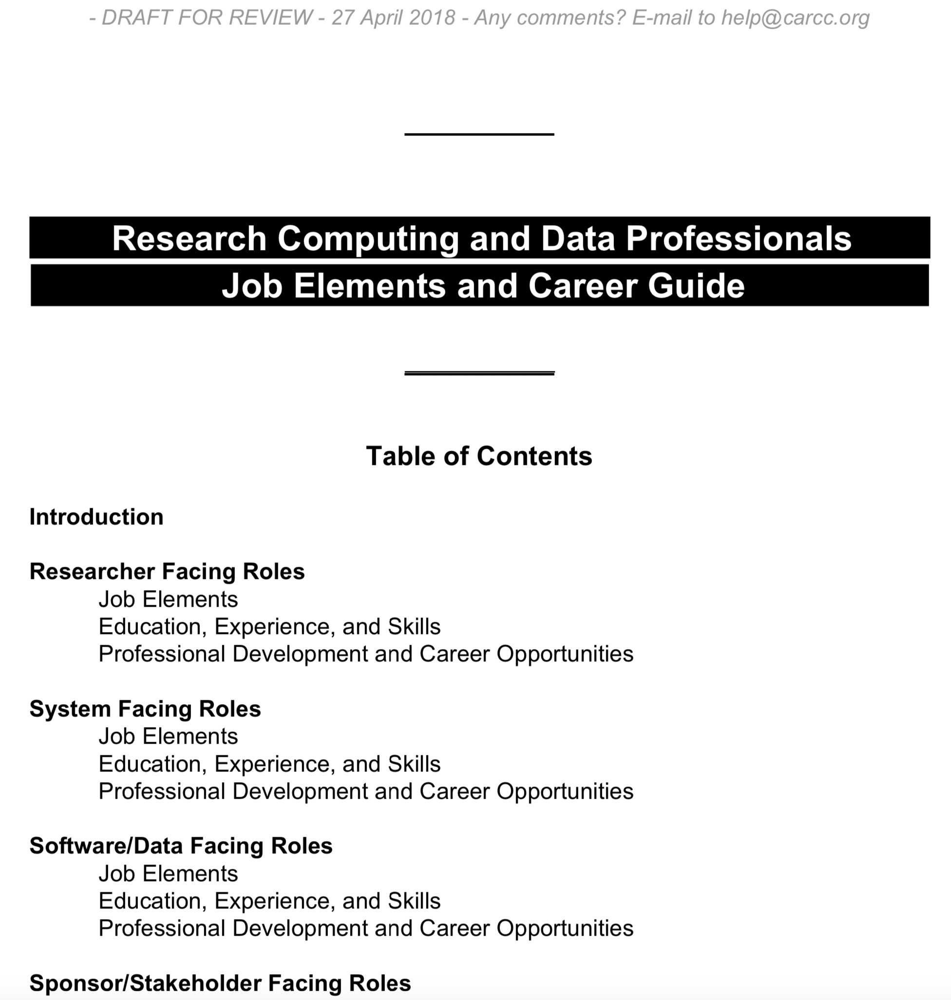 - DRAFT FOR REVIEW - 27 April 2018 - Any comments? E-mail to help@carcc.org
Research Computing and Data Professionals
Job Elements and Career Guide
Table of Contents
Introduction
Researcher Facing Roles
Job Elements
Education, Experience, and Skills
Professional Development and Career Opportunities
System Facing Roles
Job Elements
Education, Experience, and Skills
Professional Development and Career Opportunities
Software/Data Facing Roles
Job Elements
Education, Experience, and Skills
Professional Development and Career Opportunities
Sponsor/Stakeholder Facing Roles